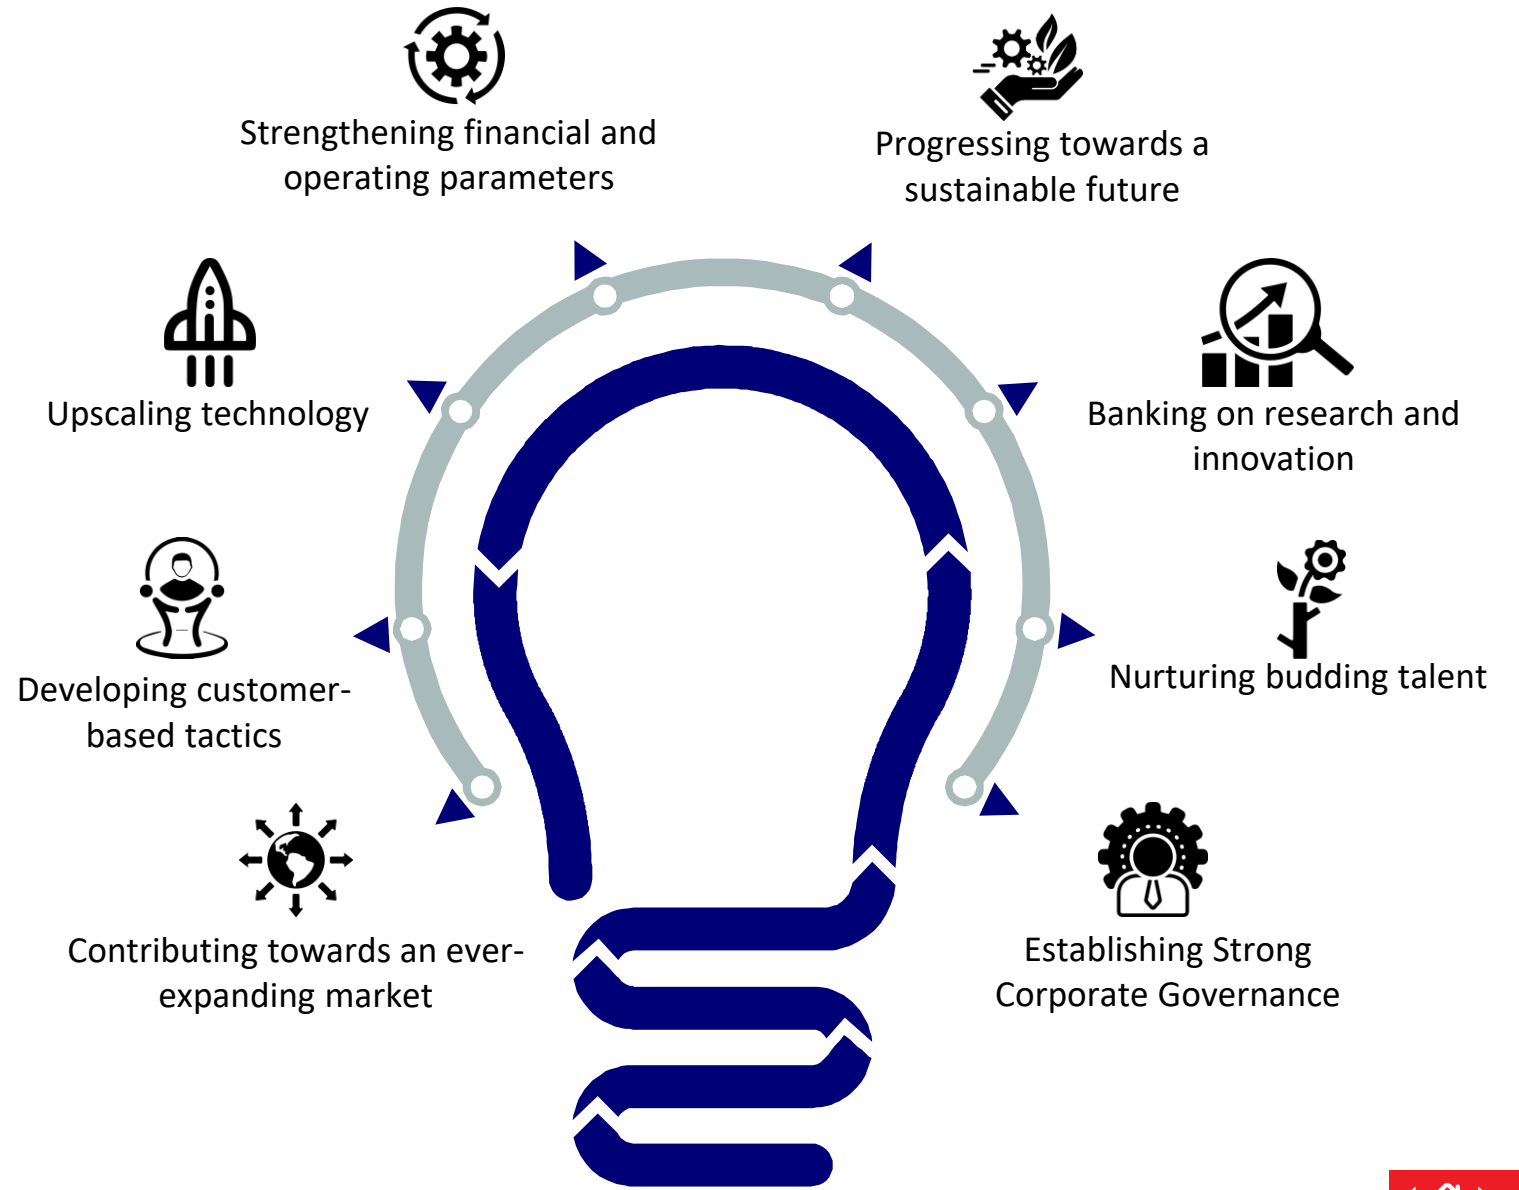 Strengthening financial and
operating parameters
Progressing towards a
sustainable future
Upscaling technology
Banking on research and
innovation
Developing customer-
based tactics
Nurturing budding talent
Contributing towards an ever-
expanding market
Establishing Strong
Corporate Governance